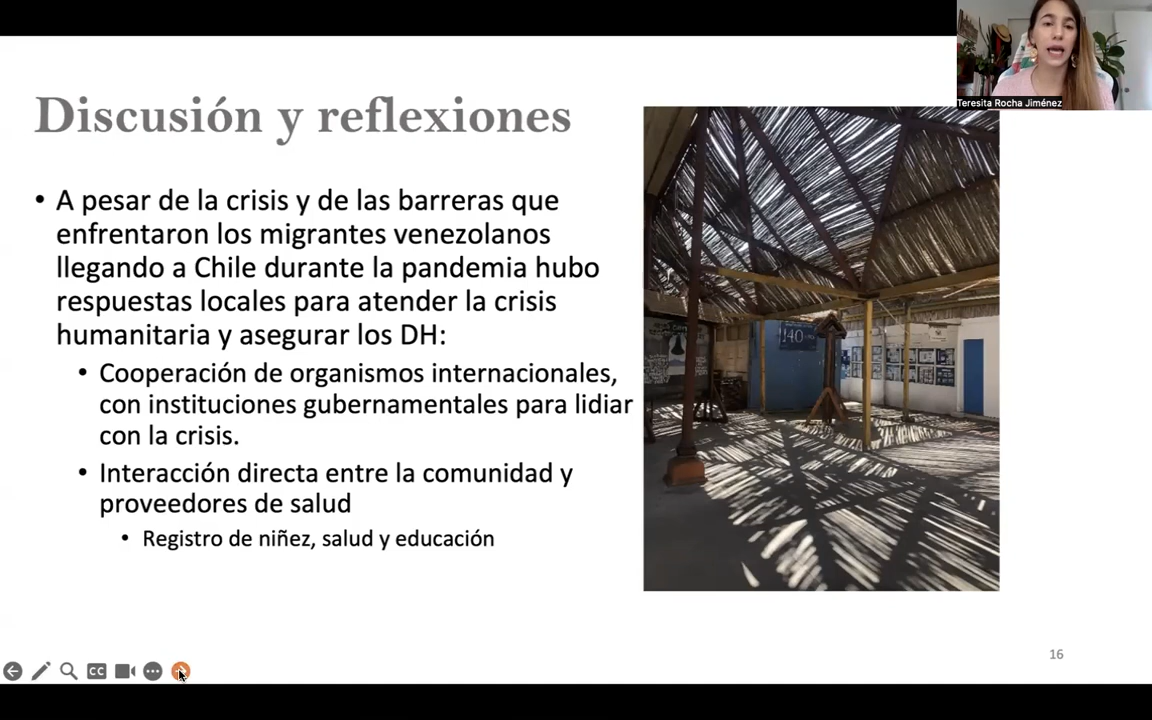 Teresita Rocha Jiménez
Discusión y reflexiones
• A pesar de la crisis y de las barreras que
enfrentaron los migrantes venezolanos
llegando a Chile durante la pandemia hubo
respuestas locales para atender la crisis
humanitaria y asegurar los DH:
• Cooperación de organismos internacionales,
con instituciones gubernamentales para lidiar
con la crisis.
• Interacción directa entre la comunidad y
proveedores de salud
• Registro de niñez, salud y educación
140
16
CC